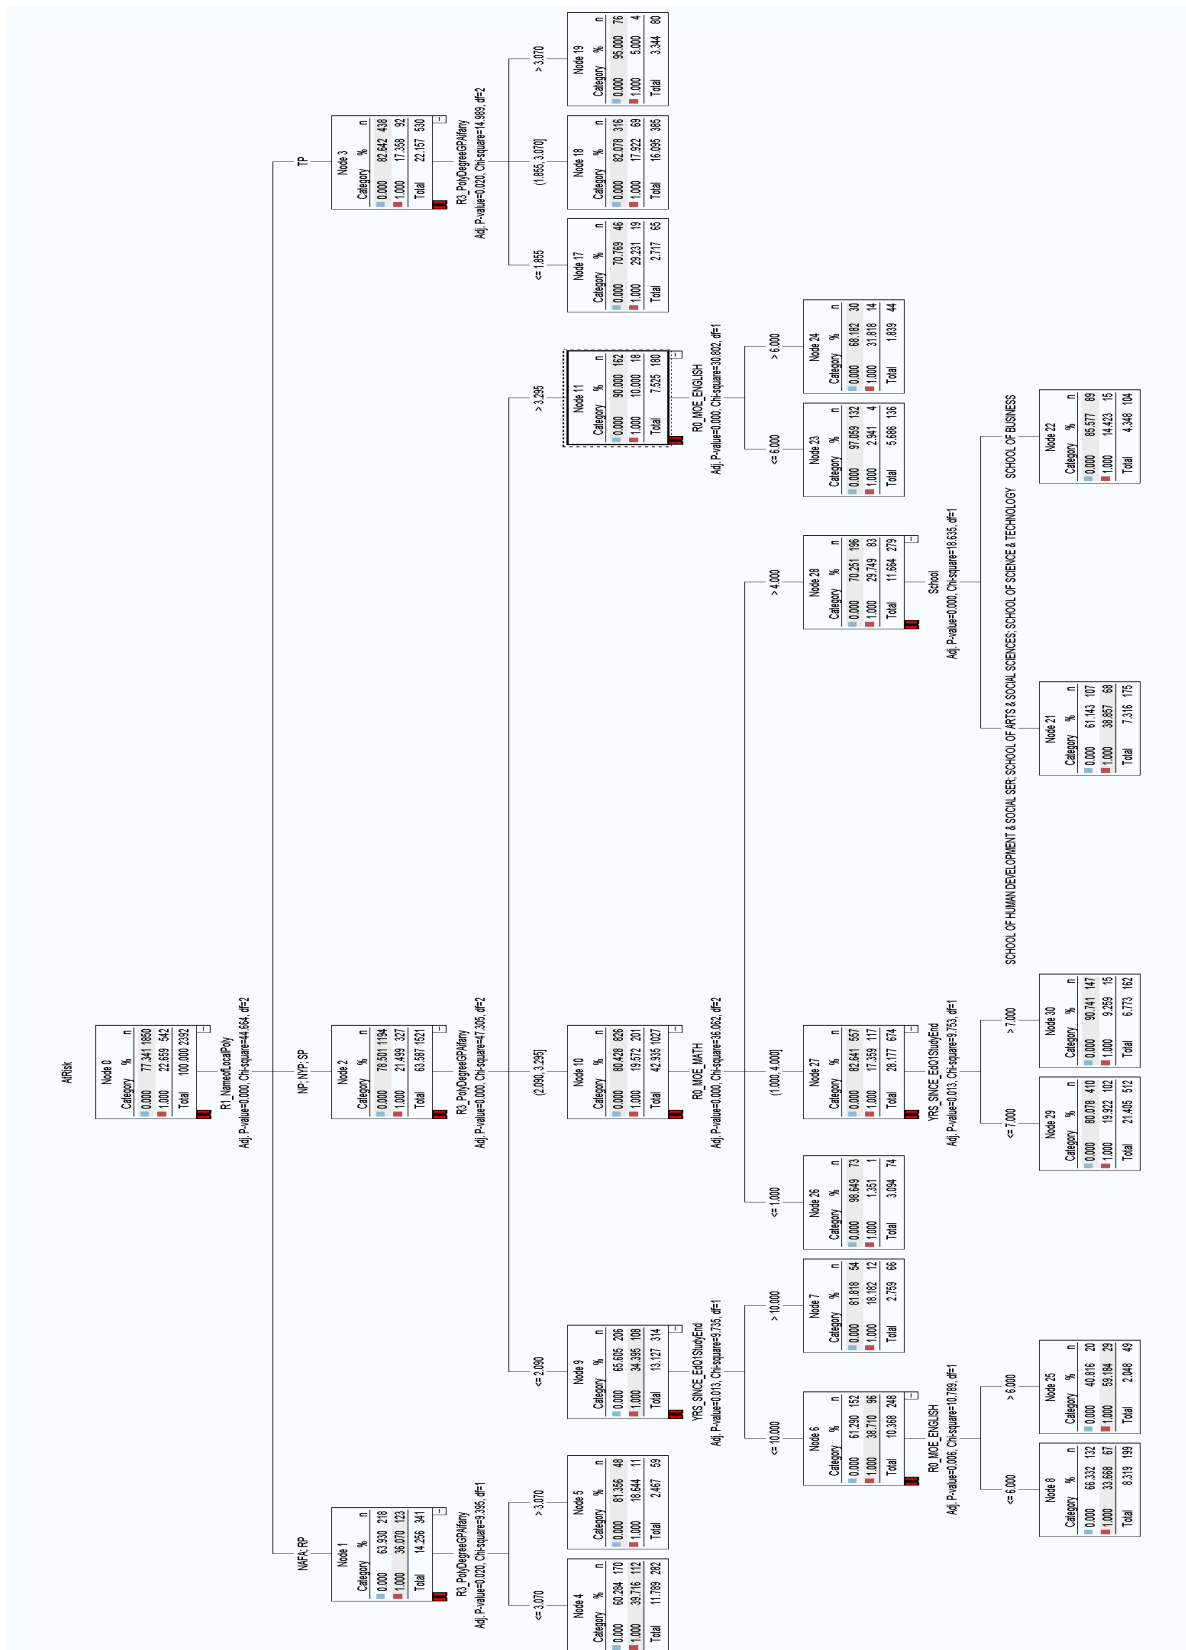 AtRisk
Node 0
Category % n
0.000 77.341 1850
1.000 22.659 542
Total 100.000 2392
R1_NamedLocalPoly
Adj. P-value=0.000, Chi-square=44.664, df=2
NAFA; RP
NP; NYP; SP
TP
Node 1
Category % n
0.000 63.930 218
1.000 36.070 123
Total 14.256 341
R3_PolyDegreeGPAifany
Adj. P-value=0.020, Chi-square=9.395, df=1
Node 2
Category % n
0.000 78.501 1194
1.000 21.499 327
Total 63.587 1521
R3_PolyDegreeGPAifany
Adj. P-value=0.000, Chi-square=47.305, df=2
Node 3
Category % n
0.000 82.642 438
1.000 17.358 92
Total 22.157 530
R3_PolyDegreeGPAifany
Adj. P-value=0.020, Chi-square=14.989, df=2
<= 3.070
> 3.070
<= 2.090
(2.090, 3.295]
> 3.295
<= 1.855
(1.855, 3.070]
> 3.070
Node 4
Category % n
0.000 60.284 170
1.000 39.716 112
Total 11.789 282
Node 5
Category % n
0.000 81.356 48
1.000 18.644 11
Total 2.467 59
Node 9
Category % n
0.000 65.605 206
1.000 34.395 108
Total 13.127 314
YRS_SINCE_EdQ1StudyEnd
Adj. P-value=0.013, Chi-square=9.735, df=1
Node 10
Category % n
0.000 80.428 826
1.000 19.572 201
Total 42.935 1027
R0_MOE_MATH
Adj. P-value=0.000, Chi-square=36.062, df=2
Node 11
Category % n
0.000 90.000 162
1.000 10.000 18
Total 7.525 180
R0_MOE_ENGLISH
Adj. P-value=0.000, Chi-square=30.802, df=1
Node 17
Category % n
0.000 70.769 46
1.000 29.231 19
Total 2.717 65
Node 18
Category % n
0.000 82.078 316
1.000 17.922 69
Total 16.095 385
Node 19
Category % n
0.000 95.000 76
1.000 5.000 4
Total 3.344 80
<= 10.000
> 10.000
<= 1.000
(1.000, 4.000]
> 4.000
<= 6.000
> 6.000
Node 6
Category % n
0.000 61.290 152
1.000 38.710 96
Total 10.368 248
R0_MOE_ENGLISH
Adj. P-value=0.006, Chi-square=10.789, df=1
Node 7
Category % n
0.000 81.818 54
1.000 18.182 12
Total 2.759 66
Node 26
Category % n
0.000 98.649 73
1.000 1.351 1
Total 3.094 74
Node 27
Category % n
0.000 82.641 557
1.000 17.359 117
Total 28.177 674
YRS_SINCE_EdQ1StudyEnd
Adj. P-value=0.013, Chi-square=9.753, df=1
Node 28
Category % n
0.000 70.251 196
1.000 29.749 83
Total 11.664 279
School
Adj. P-value=0.000, Chi-square=18.635, df=1
Node 23
Category % n
0.000 97.059 132
1.000 2.941 4
Total 5.686 136
Node 24
Category % n
0.000 68.182 30
1.000 31.818 14
Total 1.839 44
<= 6.000
> 6.000
<= 7.000
> 7.000
SCHOOL OF HUMAN DEVELOPMENT & SOCIAL SER; SCHOOL OF ARTS & SOCIAL SCIENCES; SCHOOL OF SCIENCE & TECHNOLOGY
SCHOOL OF BUSINESS
Node 8
Category % n
0.000 66.332 132
1.000 33.668 67
Total 8.319 199
Node 25
Category % n
0.000 40.816 20
1.000 59.184 29
Total 2.048 49
Node 29
Category % n
0.000 80.078 410
1.000 19.922 102
Total 21.405 512
Node 30
Category % n
0.000 90.741 147
1.000 9.259 15
Total 6.773 162
Node 21
Category % n
0.000 61.143 107
1.000 38.857 68
Total 7.316 175
Node 22
Category % n
0.000 85.577 89
1.000 14.423 15
Total 4.348 104